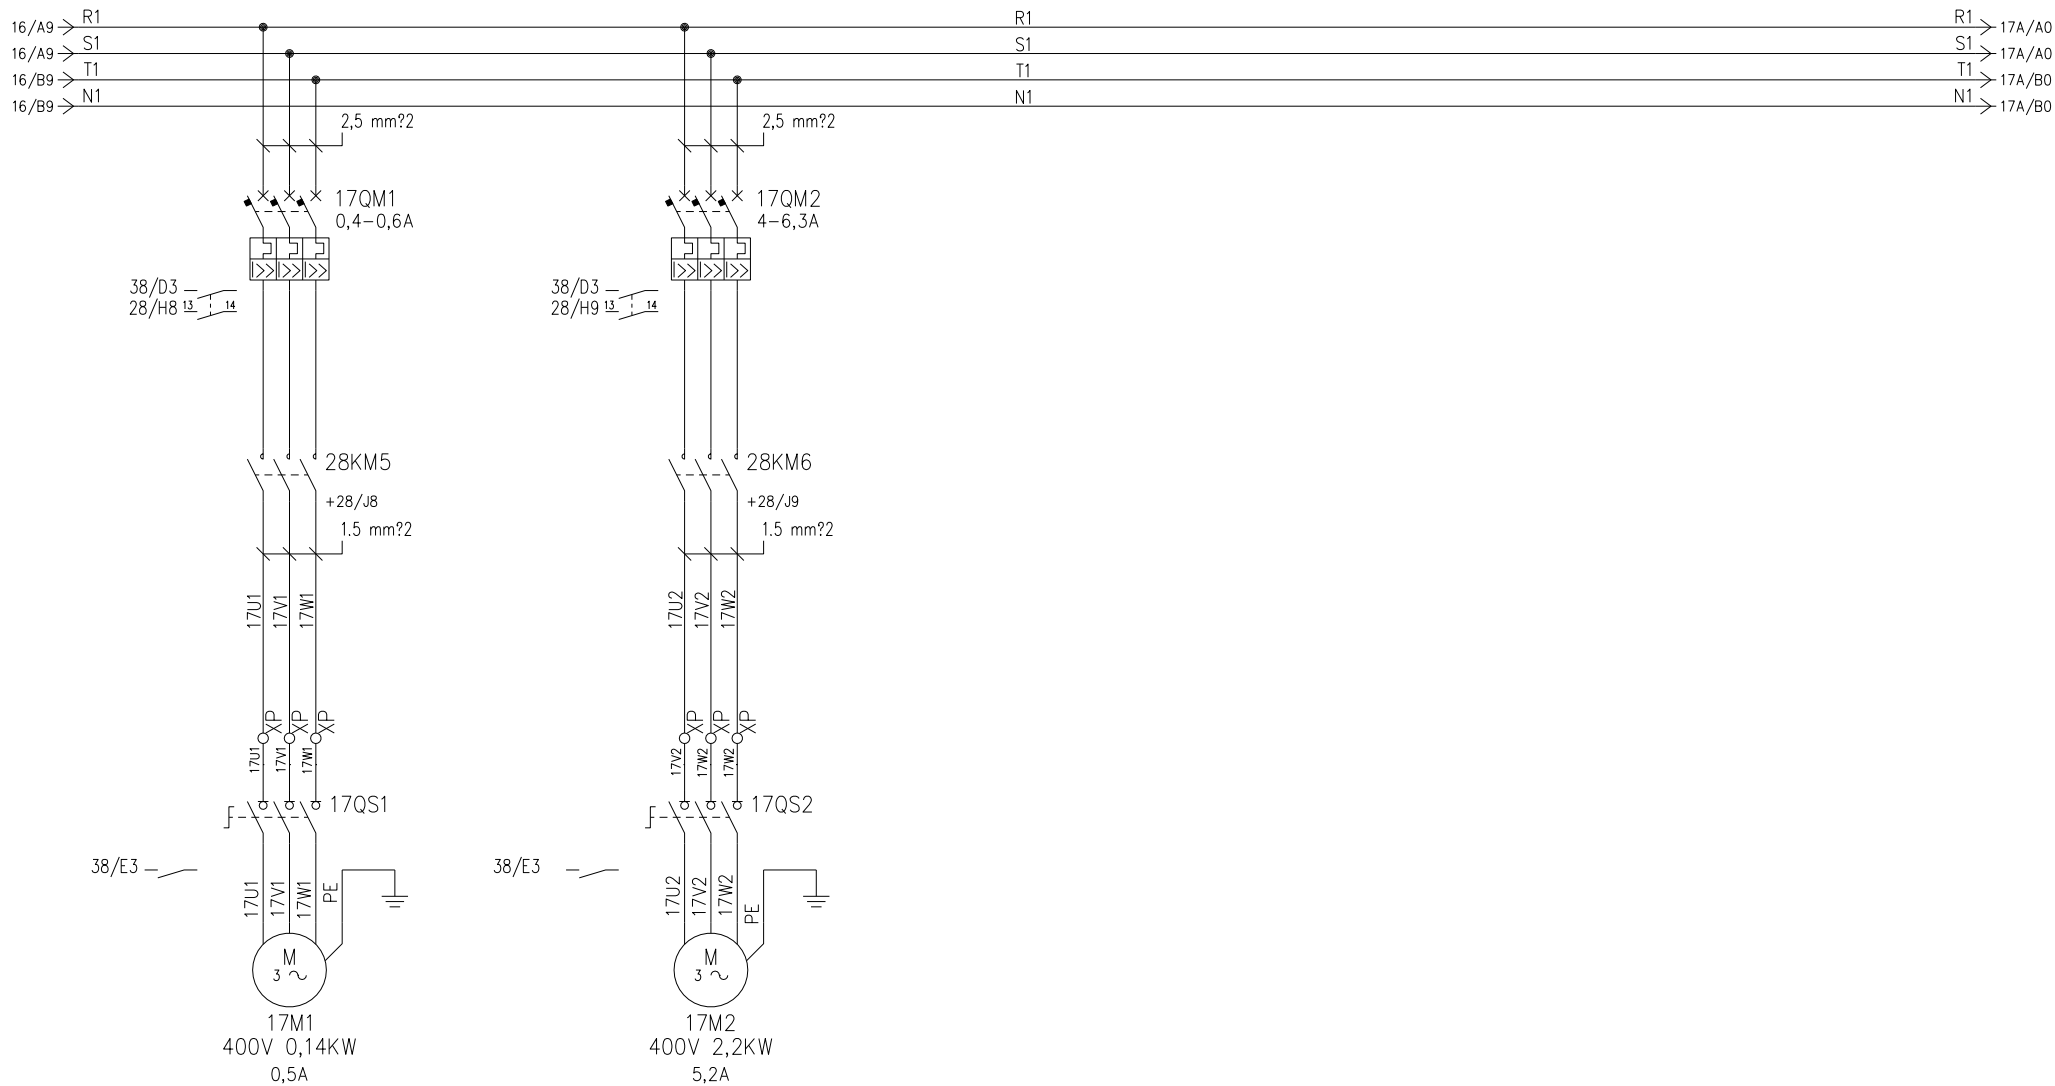 16/A9 R1 R1 R1 17A/A0
16/A9 S1 S1 S1 17A/A0
16/B9 T1 T1 T1 17A/B0
16/B9 N1 N1 N1 17A/B0
2,5 mm?2
2,5 mm?2
17QM1
0,4-0,6A
17QM2
4-6,3A
38/D3
28/H8 13 14
38/D3
28/H9 13 14
28KM5
+28/J8
1.5 mm?2
28KM6
+28/J9
1.5 mm?2
17U1 17V1 17W1
17U2 17V2 17W2
XP XP XP
XP XP XP
17U1 17V1 17W1
17V2 17W2 17W2
17QS1
17QS2
38/E3
38/E3
17U1 17V1 17W1 PE
17U2 17V2 17W2 PE
M
3
M
3
17M1
400V 0,14KW
0,5A
17M2
400V 2,2KW
5,2A